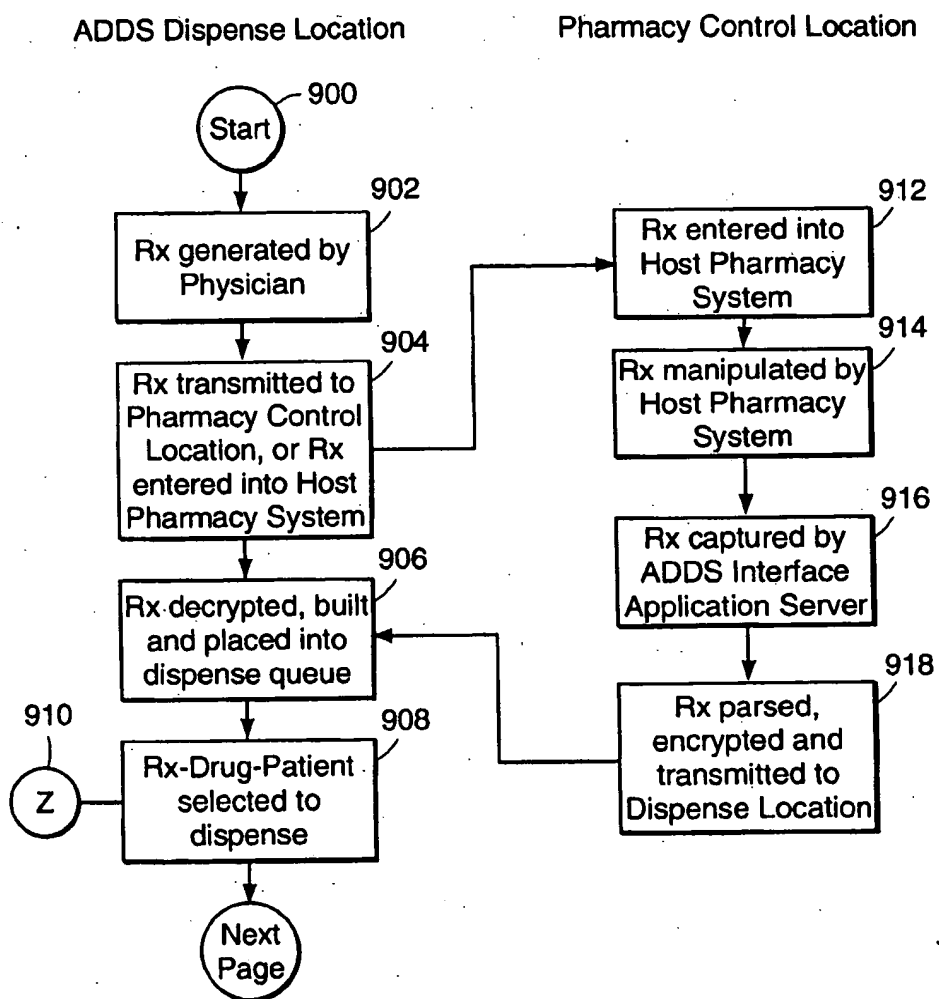 ADDS Dispense Location
Pharmacy Control Location
900
Start
902
Rx generated by
Physician
904
Rx transmitted to
Pharmacy Control
Location, or Rx
entered into Host
Pharmacy System
906
Rx decrypted, built
and placed into
dispense queue
910
Z
908
Rx-Drug-Patient
selected to
dispense
Next
Page
912
Rx entered into
Host Pharmacy
System
914
Rx manipulated by
Host Pharmacy
System
916
Rx captured by
ADDS Interface
Application Server
918
Rx parsed,
encrypted and
transmitted to
Dispense Location